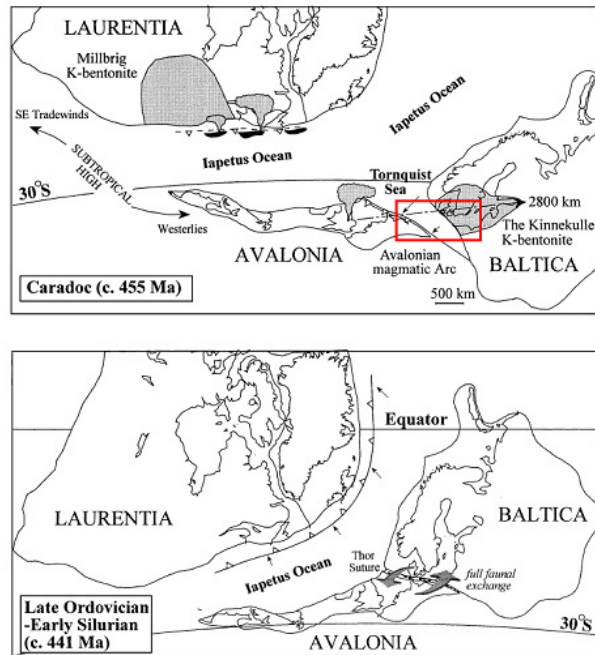 LAURENTIA
Millbrig
K-bentonite
SE Tradewinds
SUBTROPICAL
HIGH
Iapetus Ocean
Iapetus Ocean
30°S
Westerlies
Tornquist
Sea
2800 km
The Kinnekulle
K-bentonite
AVALONIA
Avalonian
magmatic Arc
BALTICA
500 km
Caradoc (c. 455 Ma)
Equator
LAURENTIA
BALTICA
Thor
Suture
full faunal
exchange
Iapetus Ocean
Late Ordovician
-Early Silurian
(c. 441 Ma)
30°S
AVALONIA